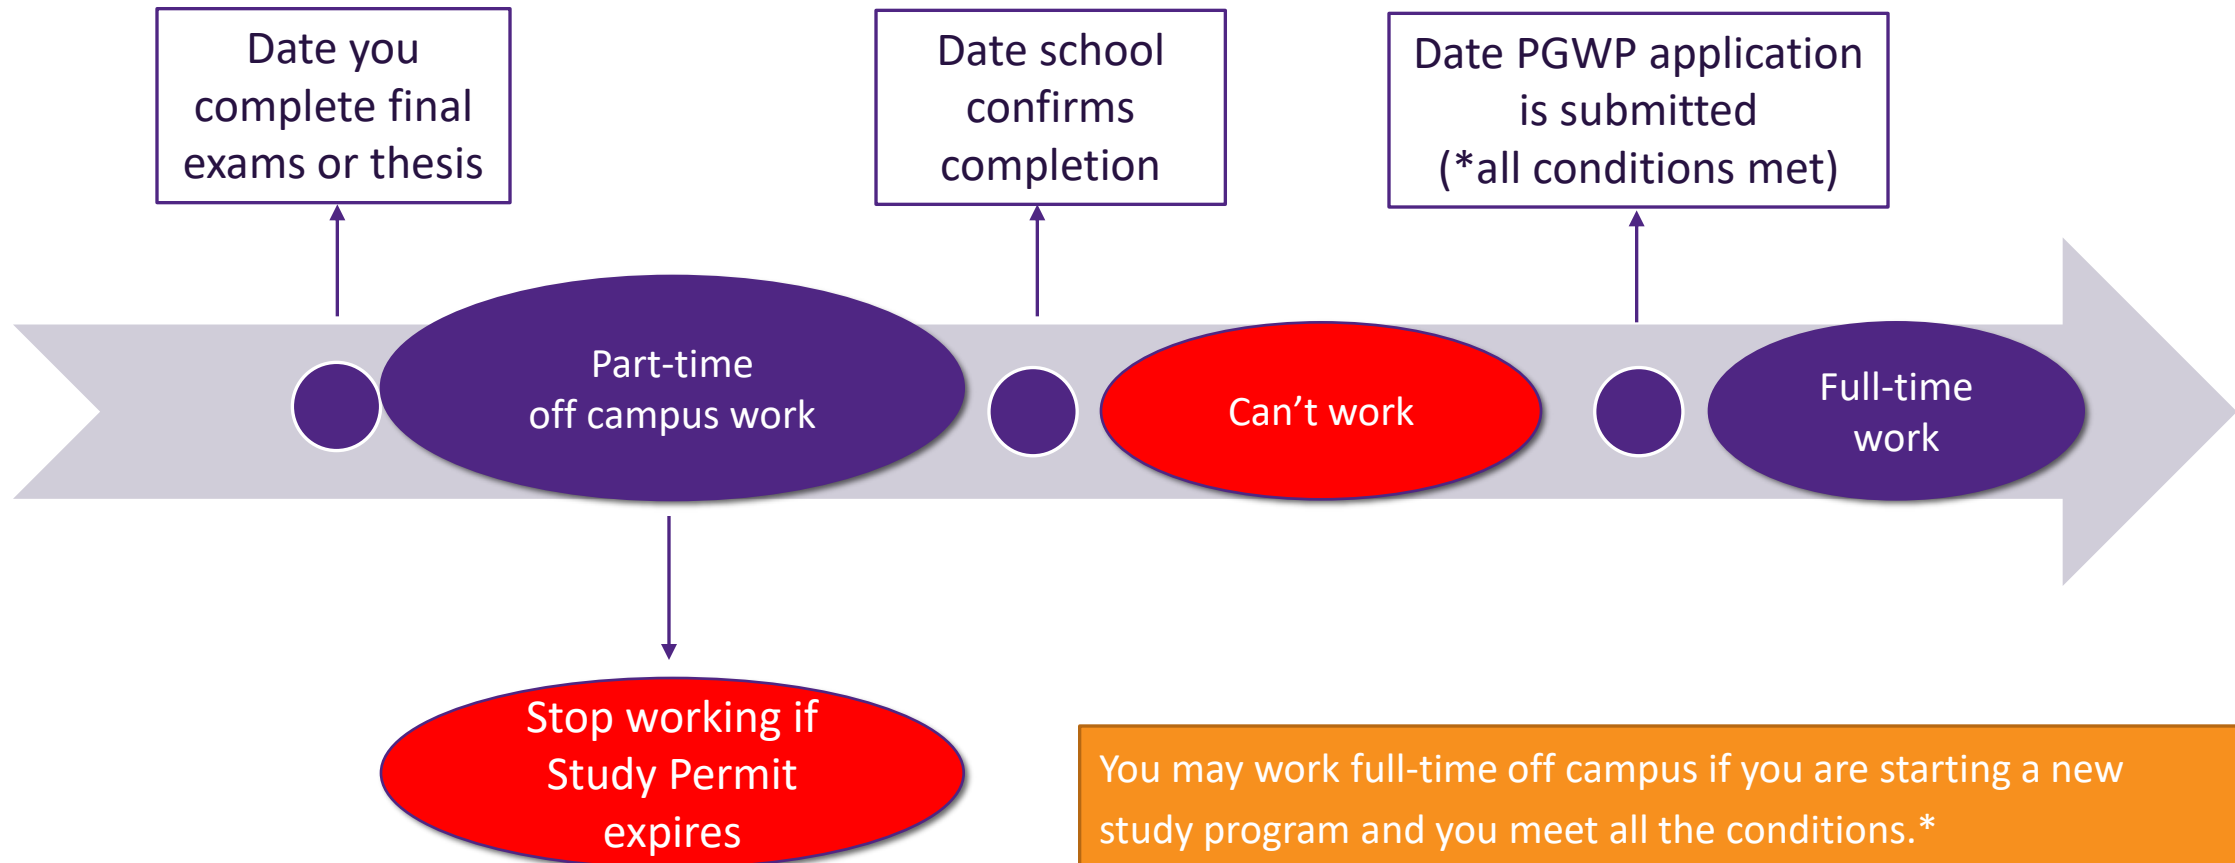 Date you
complete final
exams or thesis
Date school
confirms
completion
Date PGWP application
is submitted
(*all conditions met)
Part-time
off campus work
Can’t work
Full-time
work
Stop working if
Study Permit
expires
You may work full-time off campus if you are starting a new
study program and you meet all the conditions.*